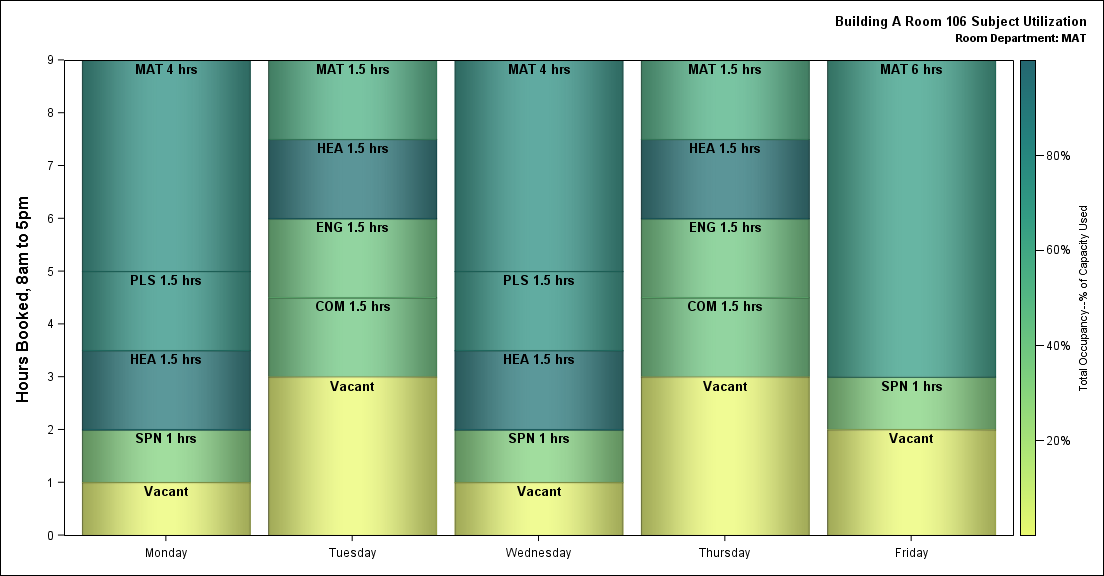 Building A Room 106 Subject Utilization
Room Department: MAT
Hours Booked, 8am to 5pm
9
8
7
6
5
4
3
2
1
0
MAT 4 hrs
PLS 1.5 hrs
HEA 1.5 hrs
SPN 1 hrs
Vacant
Monday
MAT 1.5 hrs
HEA 1.5 hrs
ENG 1.5 hrs
COM 1.5 hrs
Vacant
Tuesday
MAT 4 hrs
PLS 1.5 hrs
HEA 1.5 hrs
SPN 1 hrs
Vacant
Wednesday
MAT 1.5 hrs
HEA 1.5 hrs
ENG 1.5 hrs
COM 1.5 hrs
Vacant
Thursday
MAT 6 hrs
SPN 1 hrs
Vacant
Friday
80%
60%
40%
20%
Total Occupancy--% of Capacity Used